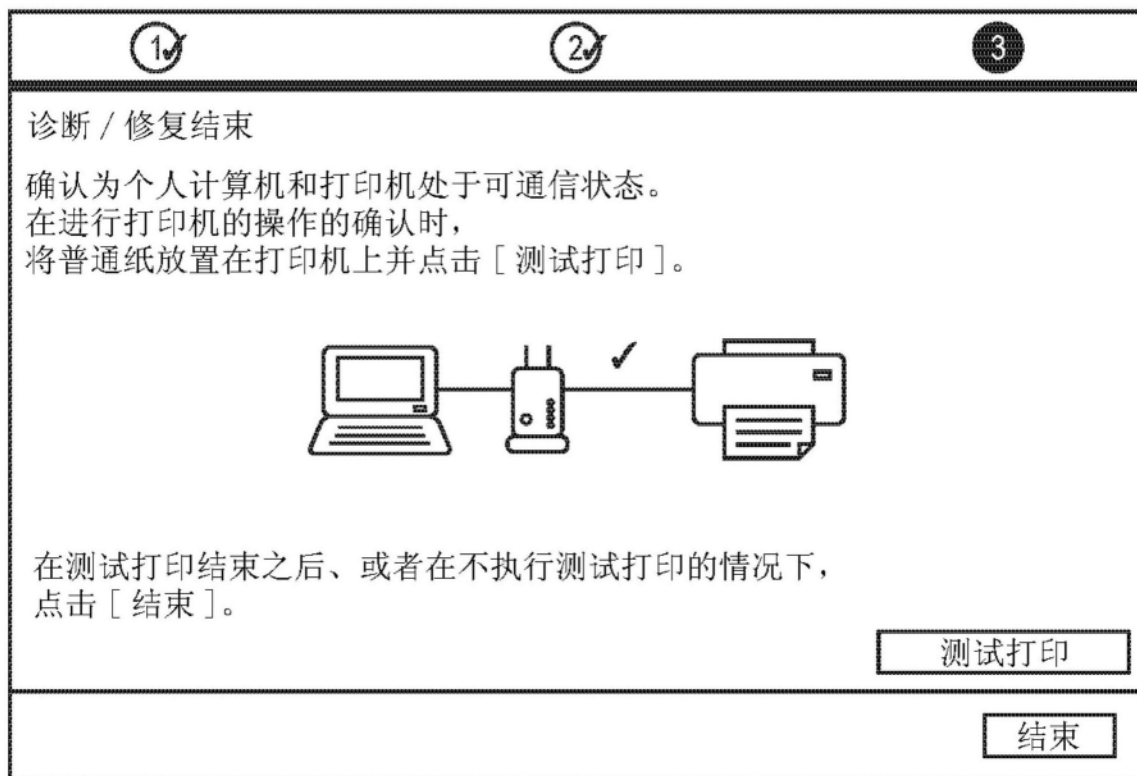 1 2 3
诊断 / 修复结束
确认为个人计算机和打印机处于可通信状态。
在进行打印机的操作的确认时，
将普通纸放置在打印机上并点击 [ 测试打印 ]。
在测试打印结束之后、或者在不执行测试打印的情况下，
点击 [ 结束 ]。
测试打印
结束